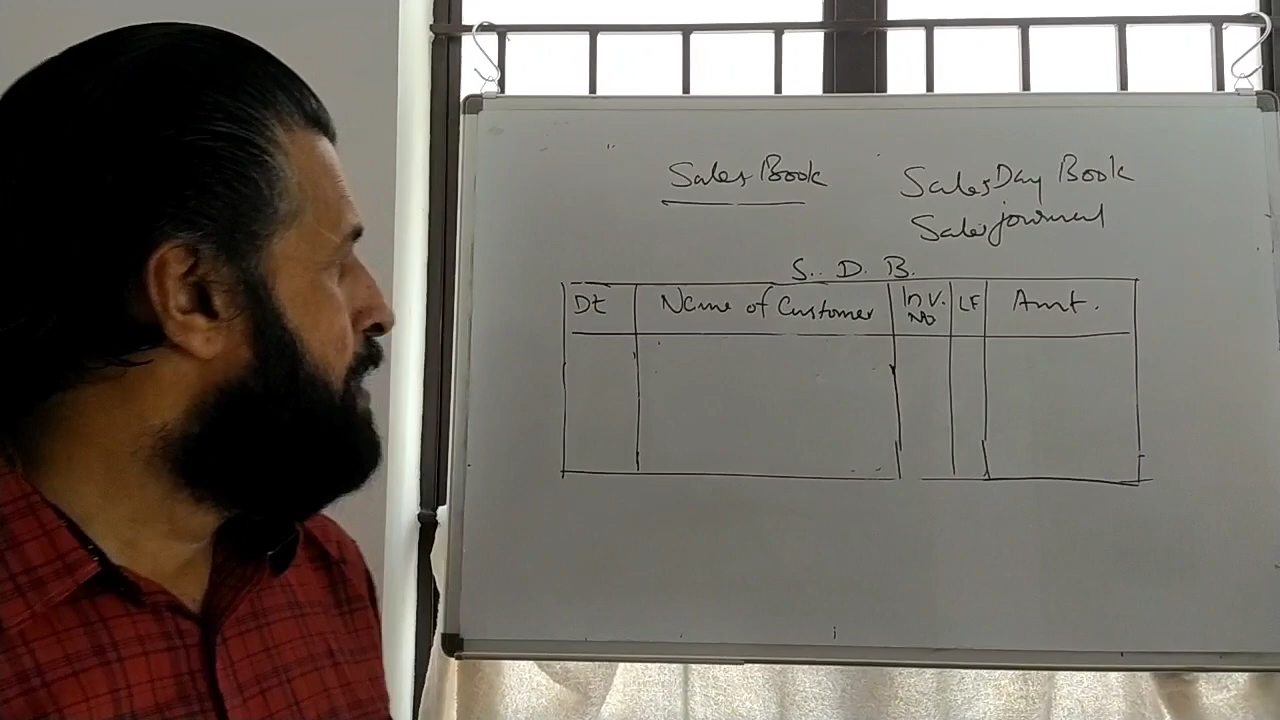 Sales Book
Sales Day Book
Sales journal
S. D. B.
Dt Name of Customer Inv. No LF Amt.